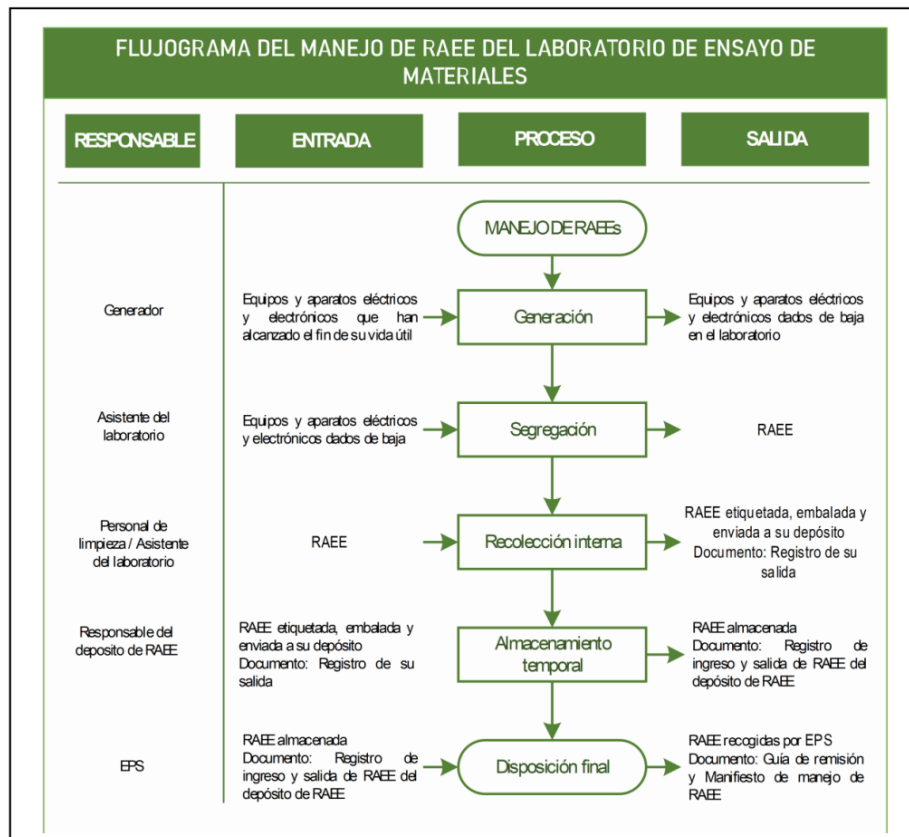 FLUJOGRAMA DEL MANEJO DE RAEE DEL LABORATORIO DE ENSAYO DE
MATERIALES
RESPONSABLE
ENTRADA
PROCESO
SALIDA
MANEJO DE RAEEs
Generador
Equipos y aparatos eléctricos
y electrónicos que han
alcanzado el fin de su vida útil
Generación
Equipos y aparatos eléctricos
y electrónicos dados de baja
en el laboratorio
Asistente del
laboratorio
Equipos y aparatos eléctricos
y electrónicos dados de baja
Segregación
RAEE
Personal de
limpieza / Asistente
del laboratorio
RAEE
Recolección interna
RAEE etiquetada, embalada y
enviada a su depósito
Documento: Registro de su
salida
Responsable del
deposito de RAEE
RAEE etiquetada, embalada y
enviada a su depósito
Documento: Registro de su
salida
Almacenamiento
temporal
RAEE almacenada
Documento: Registro de
ingreso y salida de RAEE del
depósito de RAEE
EPS
RAEE almacenada
Documento: Registro de
ingreso y salida de RAEE del
depósito de RAEE
Disposición final
RAEE recogidas por EPS
Documento: Guía de remisión
y Manifiesto de manejo de
RAEE